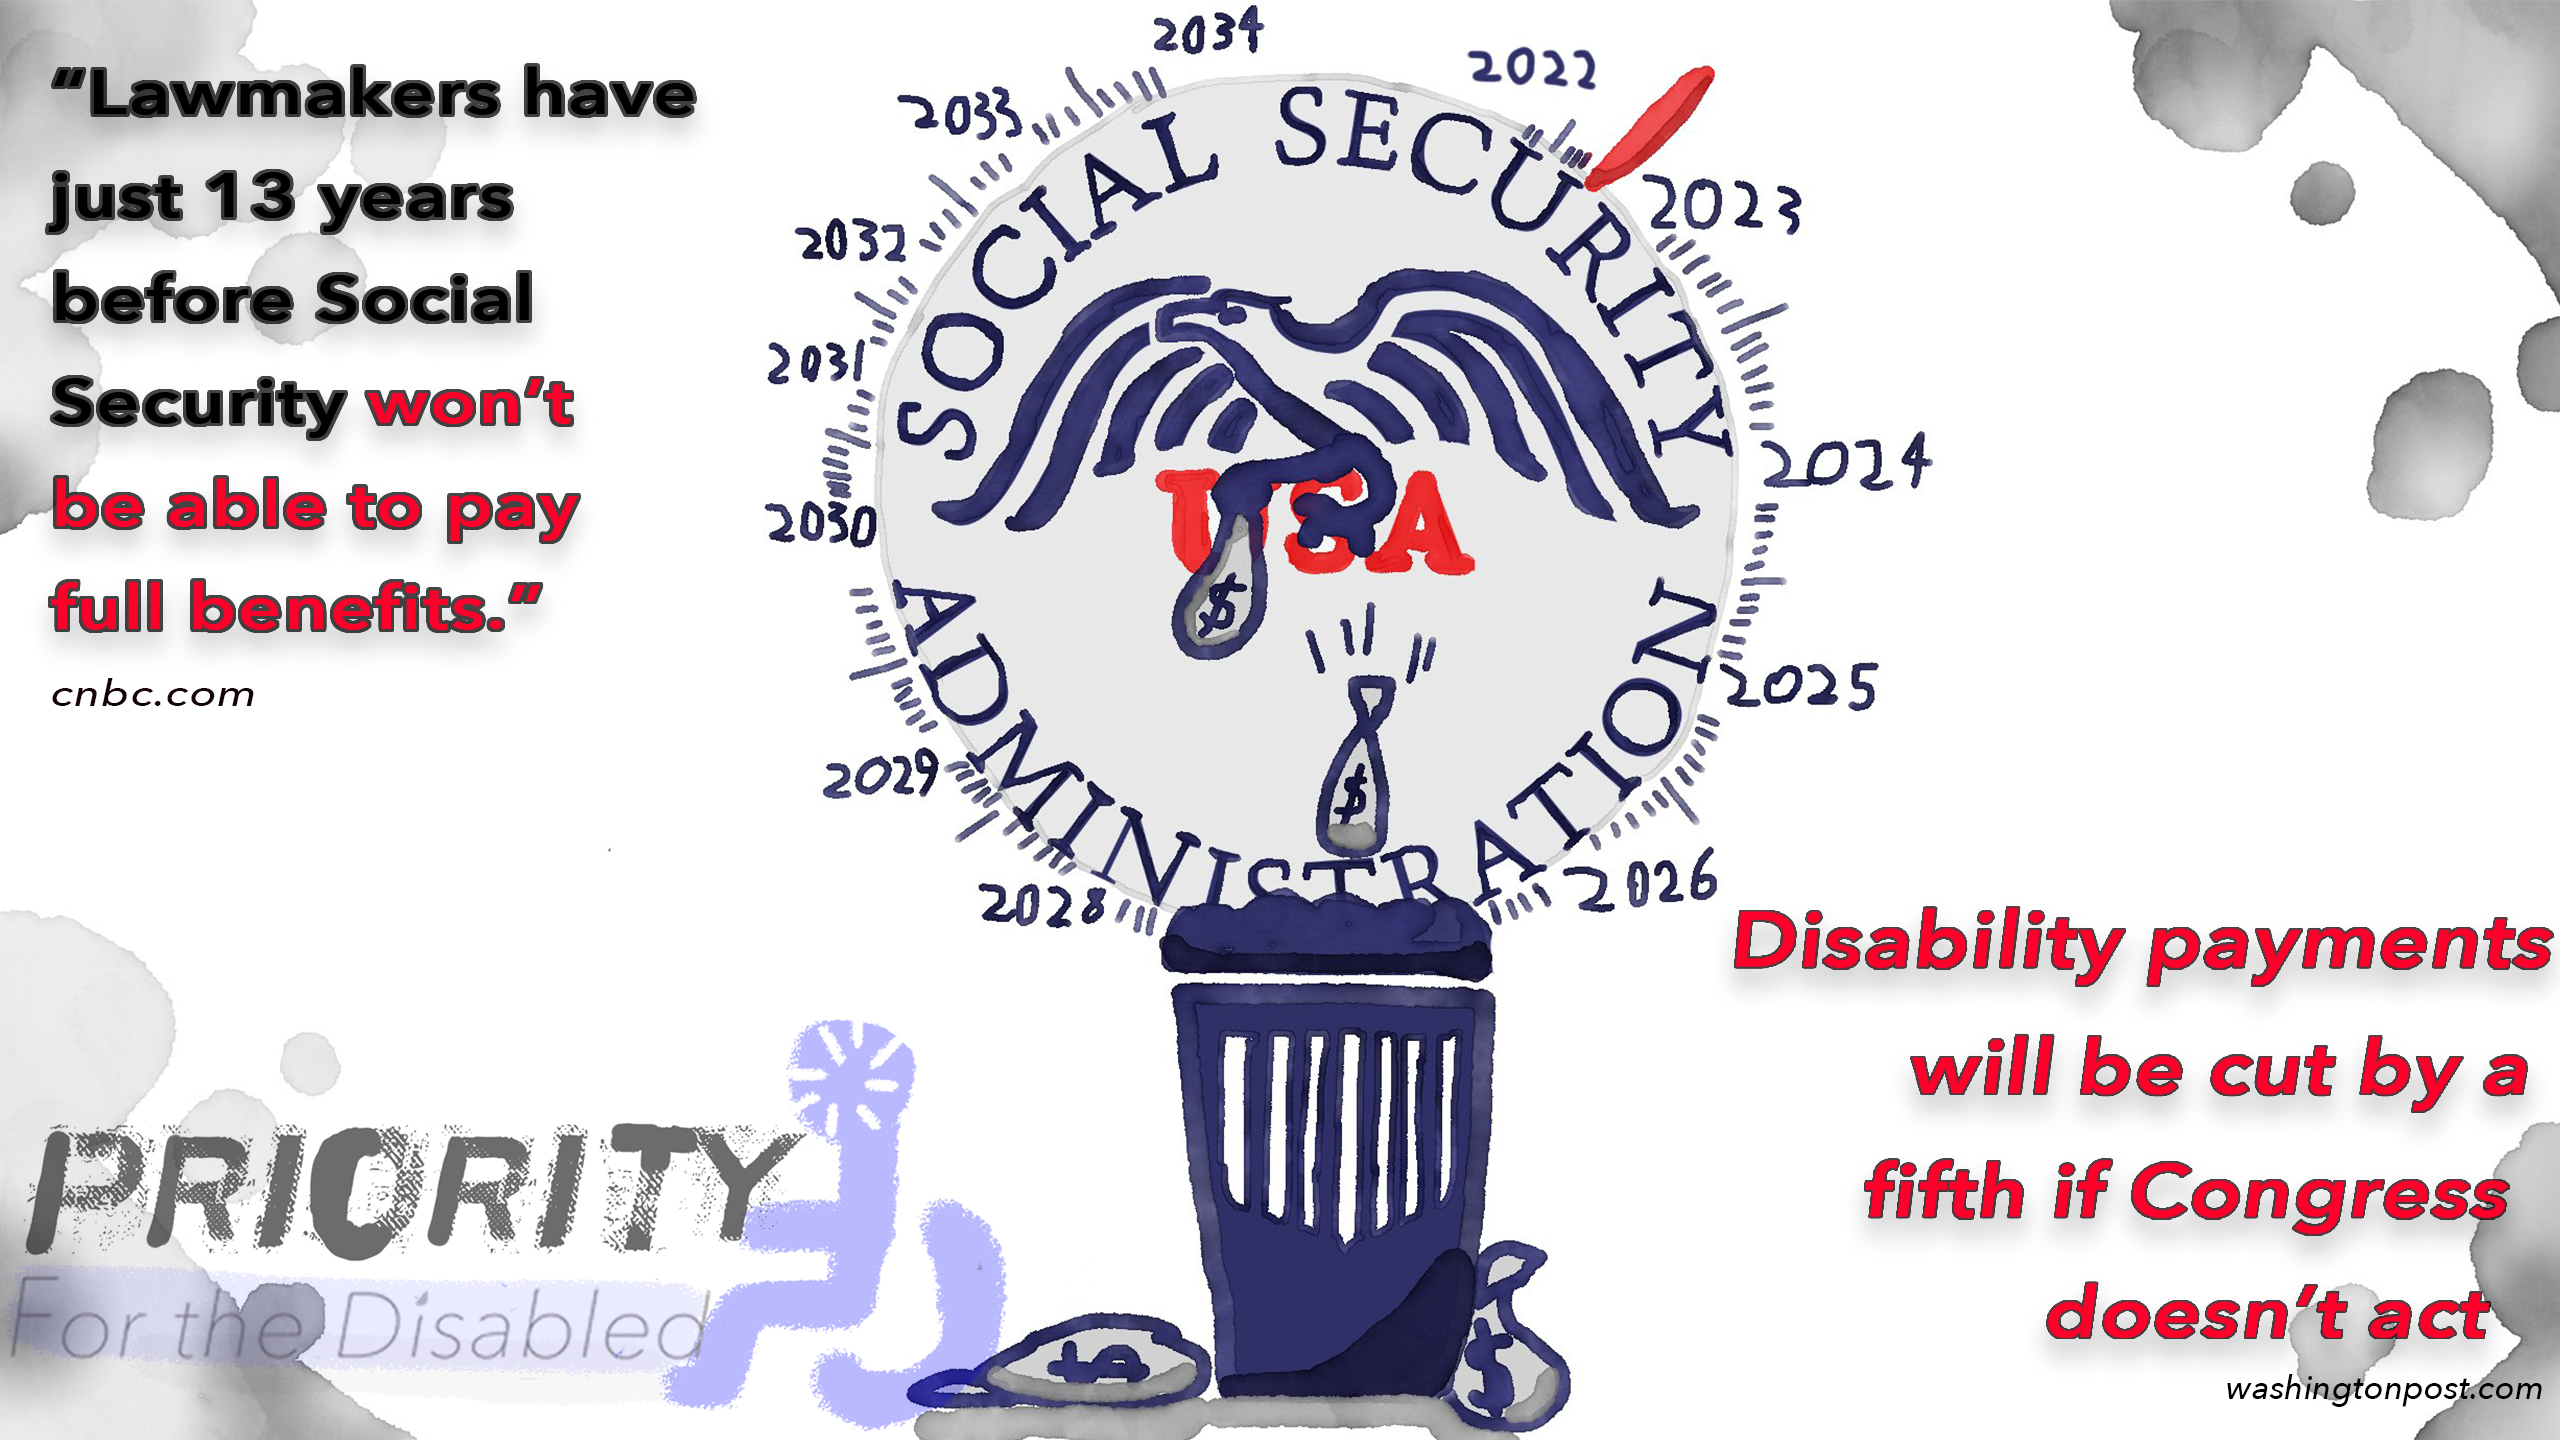 “Lawmakers have
just 13 years
before Social
Security won’t
be able to pay
full benefits.”
cnbc.com
2034
2022
2033
2023
2032
2031
2024
2030
2025
2029
2026
2028
SOCIAL SECURITY
ADMINISTRATION
USA
$
$
Disability payments
will be cut by a
fifth if Congress
doesn’t act
washingtonpost.com
PRIORITY
For the Disabled
$
$